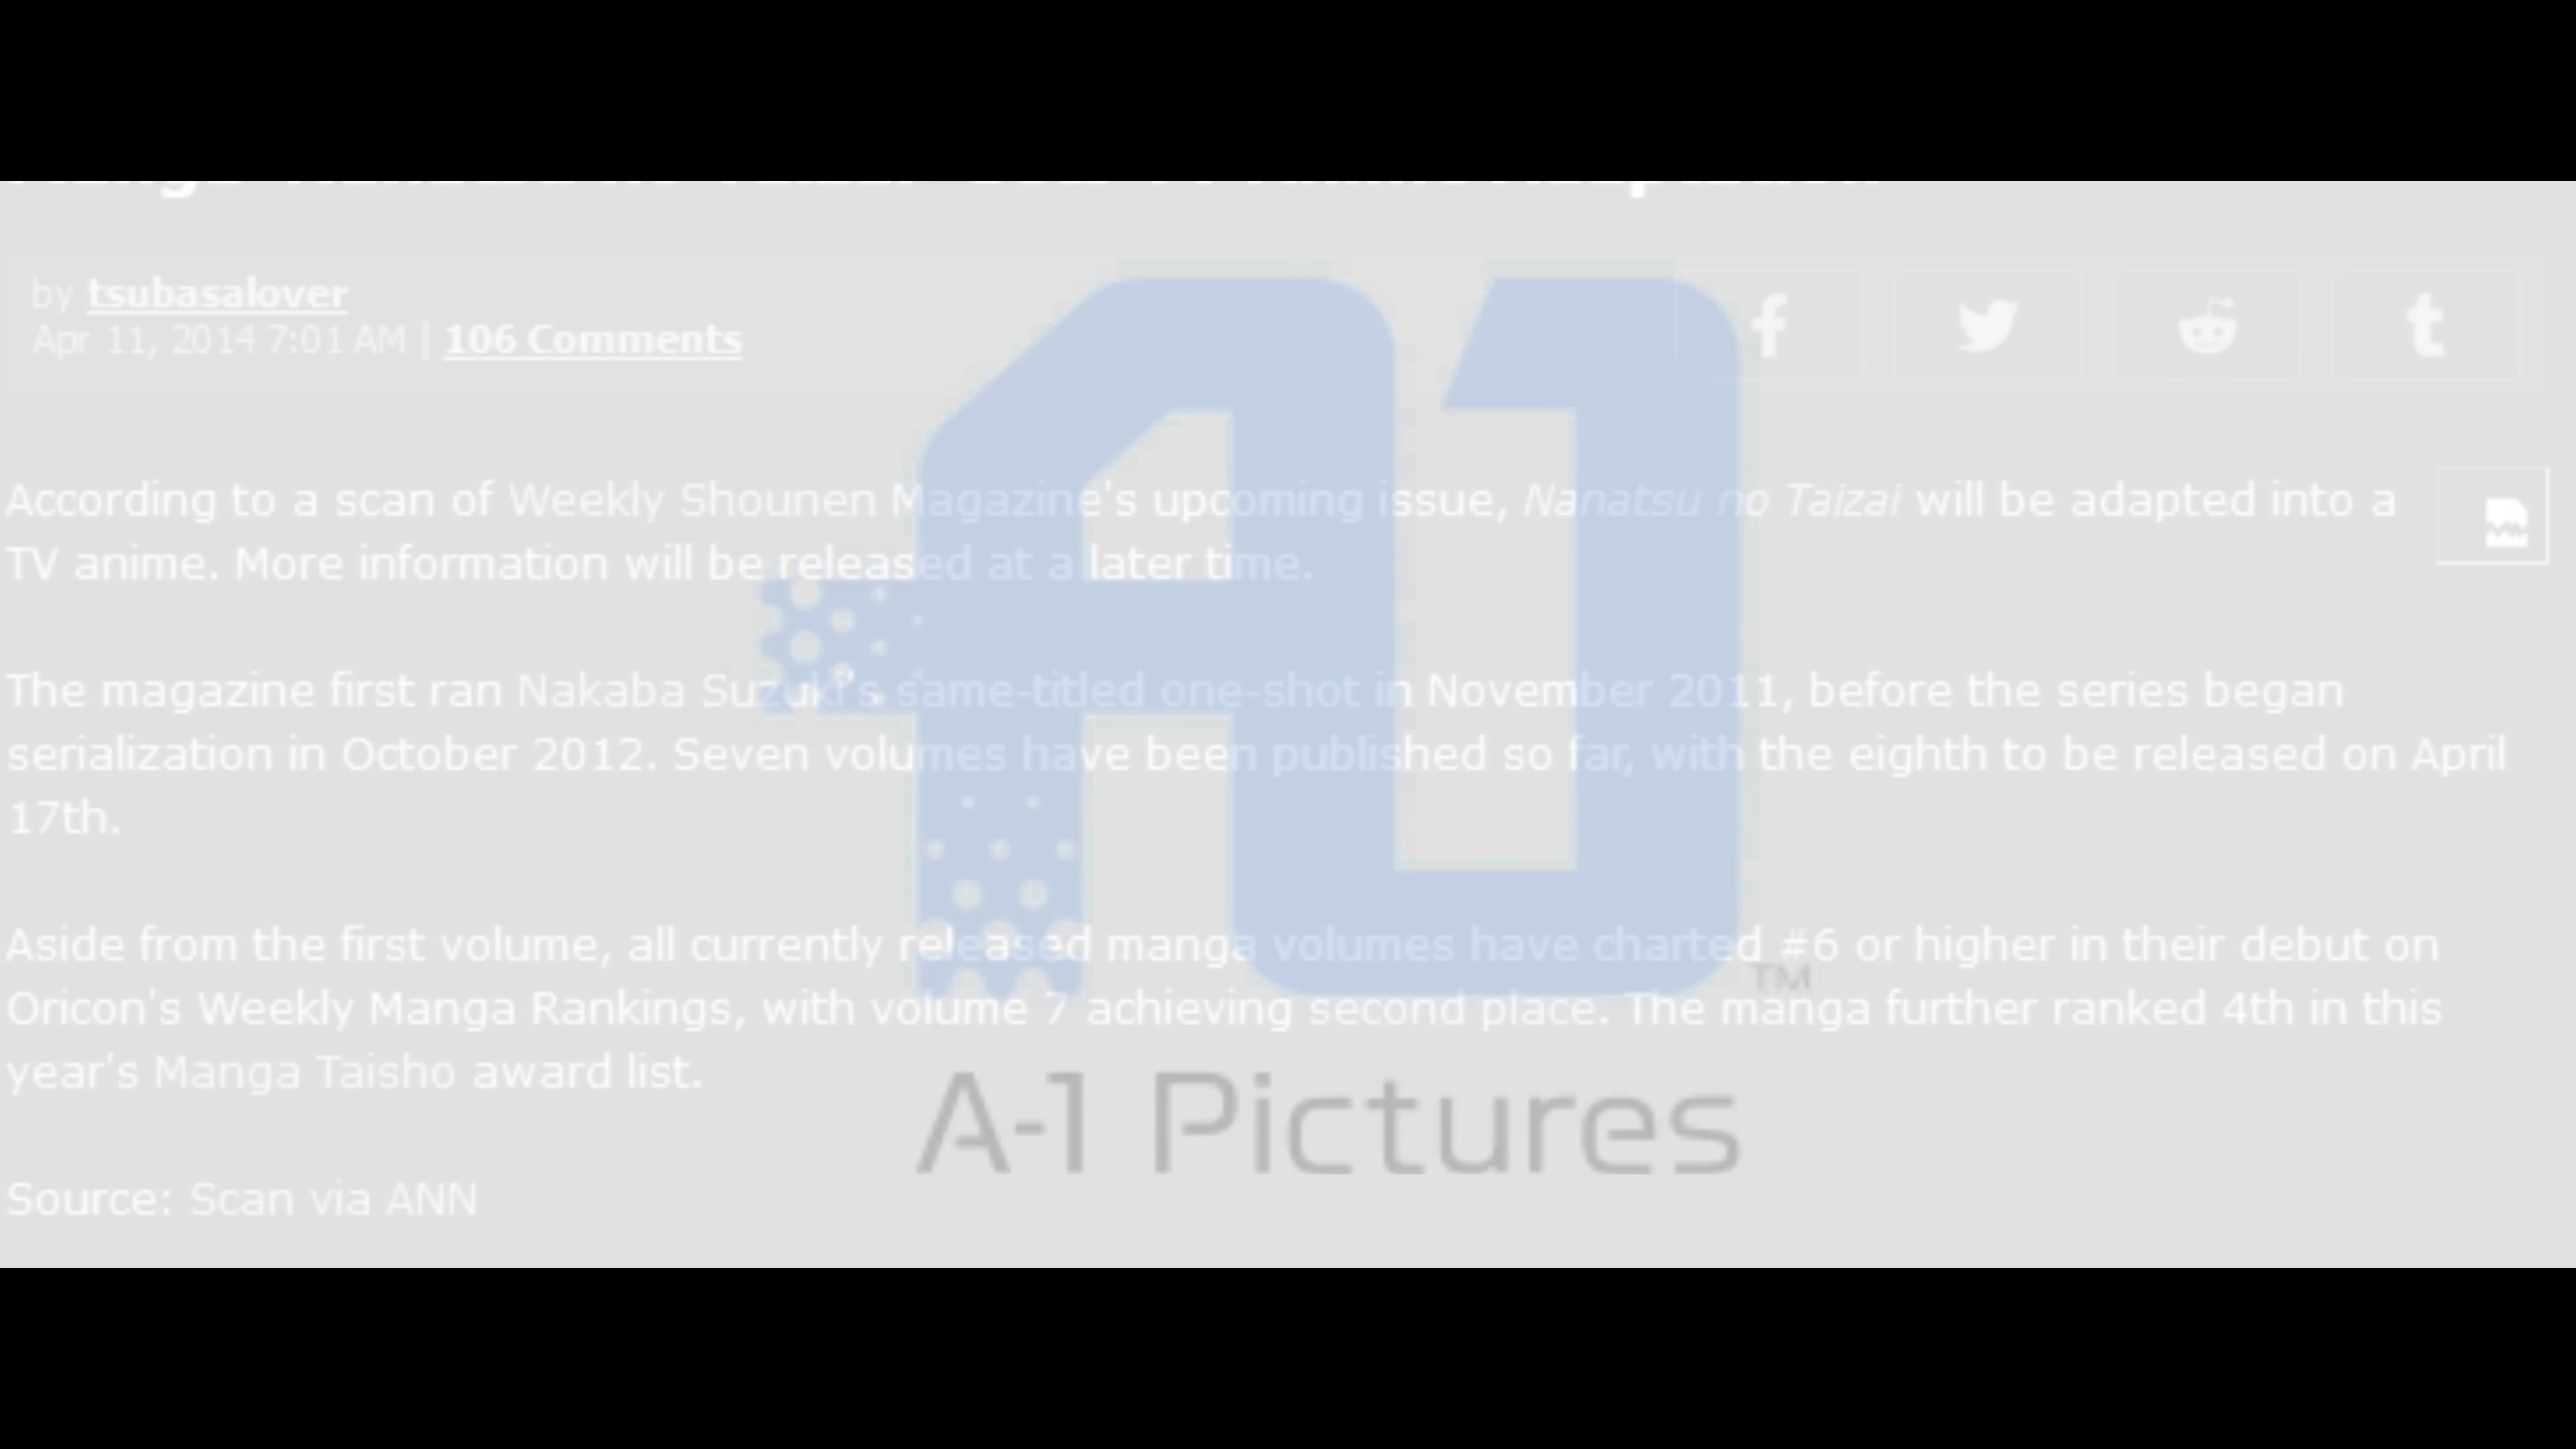 by tsubasalover
Apr 11, 2014 7:01 AM | 106 Comments
According to a scan of Weekly Shounen Magazine's upcoming issue, Nanatsu no Taizai will be adapted into a
TV anime. More information will be released at a later time.
The magazine first ran Nakaba Suzuki's same-titled one-shot in November 2011, before the series began
serialization in October 2012. Seven volumes have been published so far, with the eighth to be released on April
17th.
Aside from the first volume, all currently released manga volumes have charted #6 or higher in their debut on
Oricon's Weekly Manga Rankings, with volume 7 achieving second place. The manga further ranked 4th in this
year's Manga Taisho award list.
Source: Scan via ANN
A1
TM
A-1 Pictures